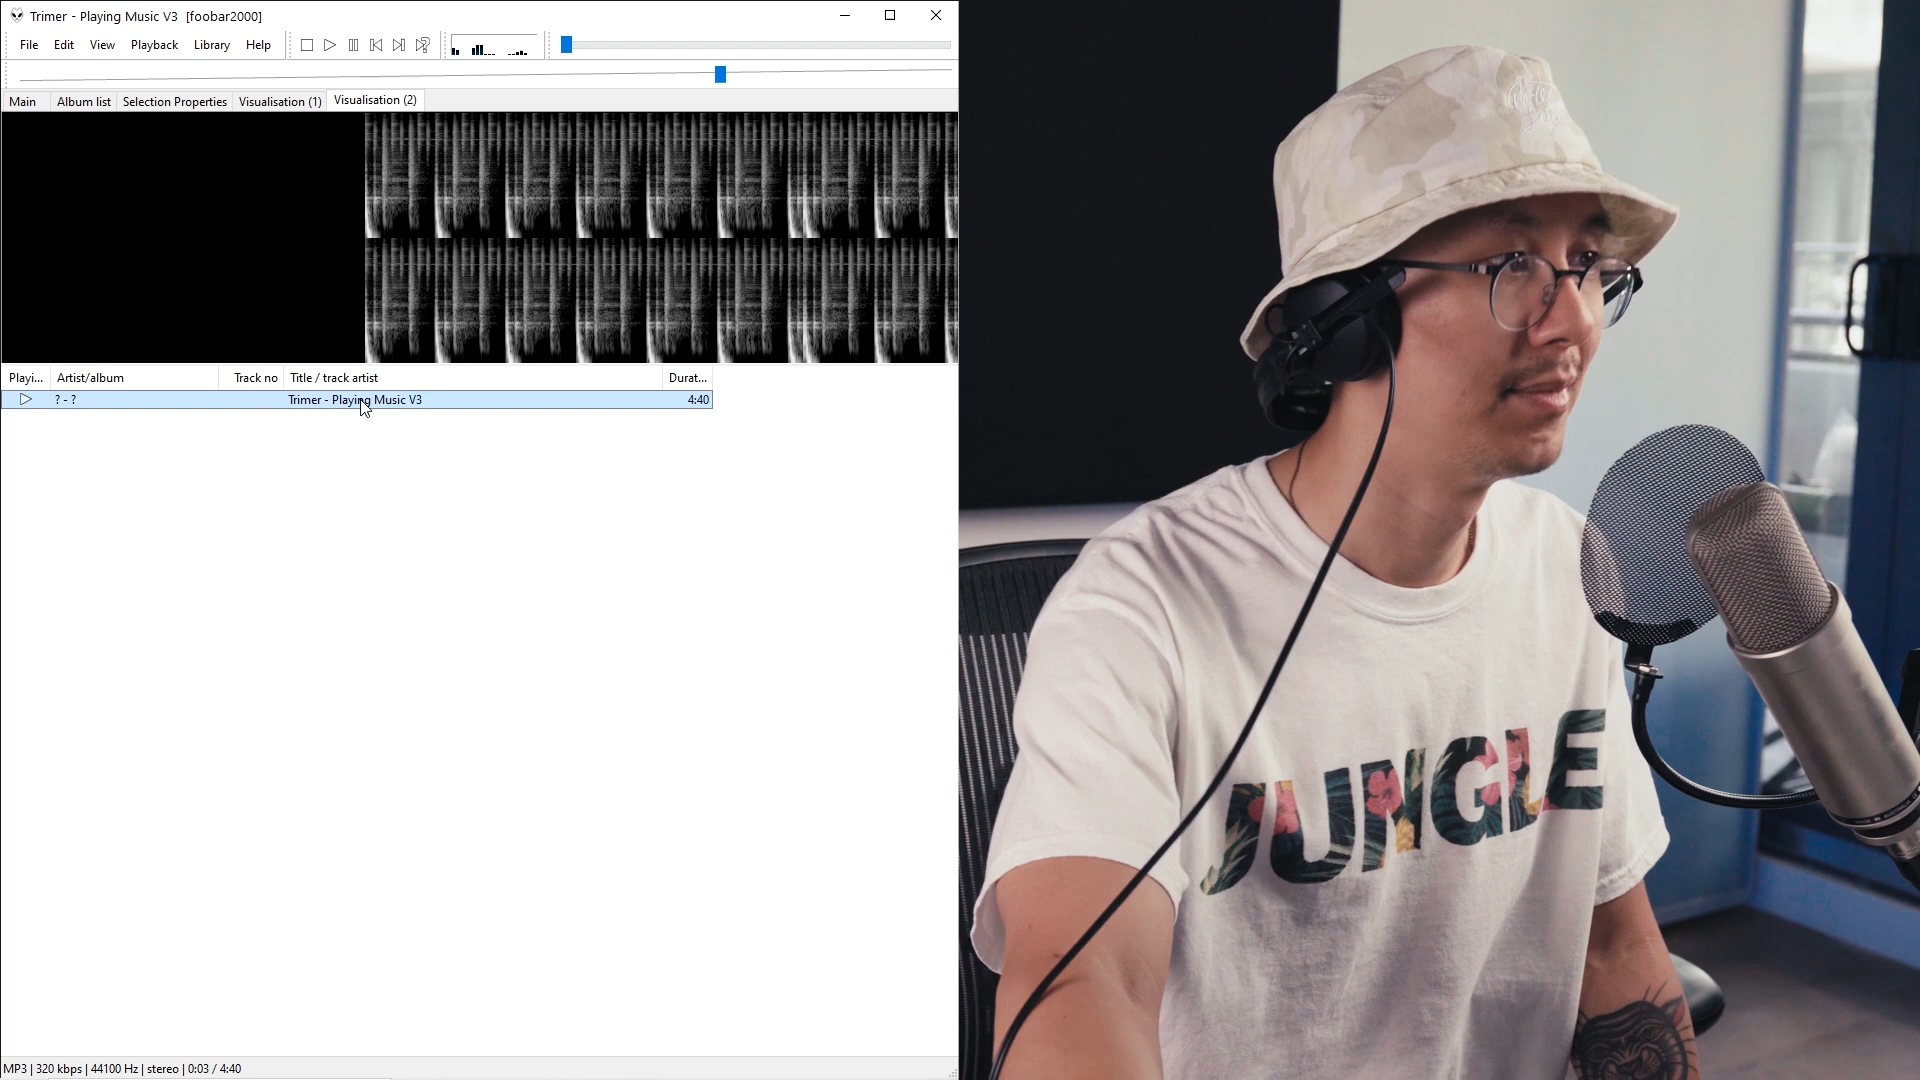 Trimer - Playing Music V3 [foobar2000]
File Edit View Playback Library Help
Main Album list Selection Properties Visualisation (1) Visualisation (2)
Playi... Artist/album Track no Title / track artist Durat...
? - ? Trimer - Playing Music V3 4:40
MP3 | 320 kbps | 44100 Hz | stereo | 0:03 / 4:40
JUNGLE